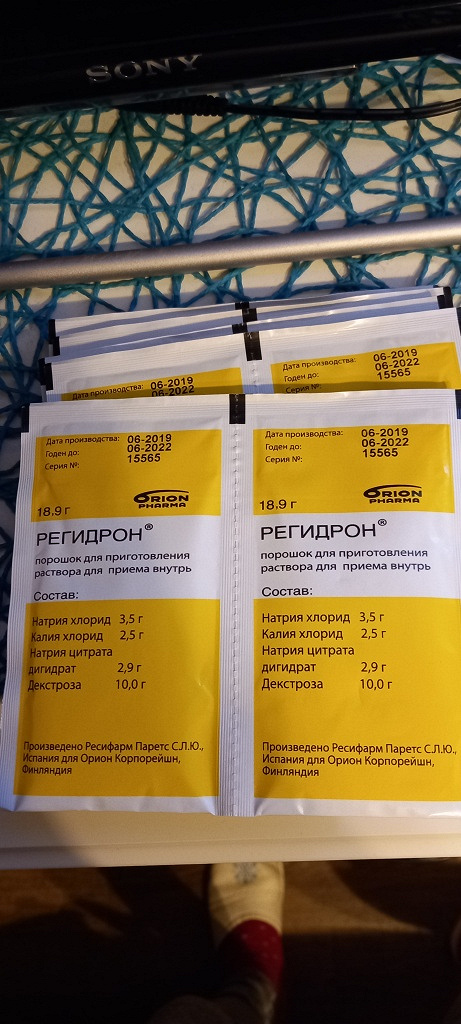 SONY
Дата производства: 06-2019
Годен до: 06-2022
Дата производства: 06-2019
Годен до: 06-2022
Серия №: 15565
Дата производства: 06-2019
Годен до: 06-2022
Серия №: 15565
18,9 г
ORION
PHARMA
РЕГИДРОН®
порошок для приготовления
раствора для приема внутрь
Состав:
Натрия хлорид 3,5 г
Калия хлорид 2,5 г
Натрия цитрата
дигидрат 2,9 г
Декстроза 10,0 г
Произведено Ресифарм Паретс С.Л.Ю.,
Испания для Орион Корпорейшн,
Финляндия
Дата производства: 06-2019
Годен до: 06-2022
Серия №: 15565
18,9 г
ORION
PHARMA
РЕГИДРОН®
порошок для приготовления
раствора для приема внутрь
Состав:
Натрия хлорид 3,5 г
Калия хлорид 2,5 г
Натрия цитрата
дигидрат 2,9 г
Декстроза 10,0 г
Произведено Ресифарм Паретс С.Л.Ю.,
Испания для Орион Корпорейшн,
Финляндия